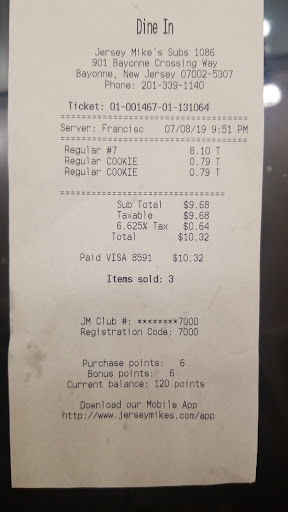 Dine In
Jersey Mike's Subs 1086
901 Bayonne Crossing Way
Bayonne, New Jersey 07002-5307
Phone: 201-339-1140
Ticket: 01-001467-01-131064
Server: Francisc 07/08/19 9:51 PM
Regular #7 8.10 T
Regular COOKIE 0.79 T
Regular COOKIE 0.79 T
Sub Total $9.68
Taxable $9.68
6.625% Tax $0.64
Total $10.32
Paid VISA 8591 $10.32
Items sold: 3
JM Club #: ********7000
Registration Code: 7000
Purchase points: 6
Bonus points: 6
Current balance: 120 points
Download our Mobile App
http://www.jerseymikes.com/app